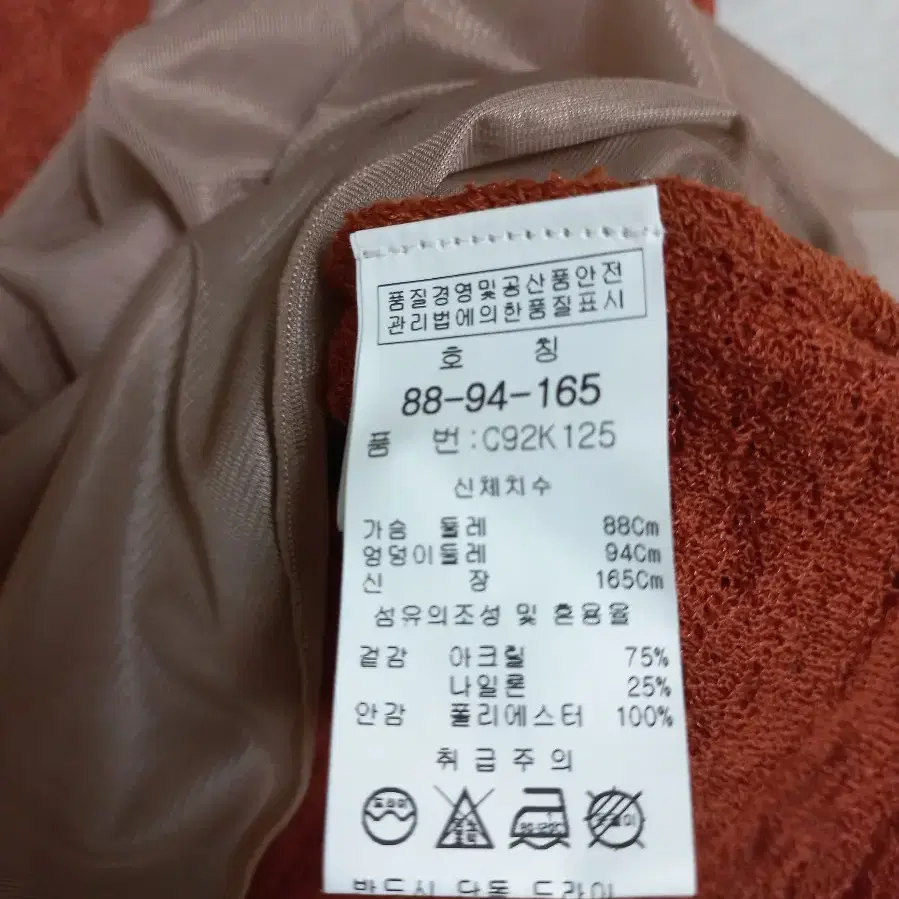 품질경영및공산품안전
관리법에의한품질표시
호 칭
88-94-165
품 번:C92K125
신체치수
가슴 둘레 88Cm
엉덩이둘레 94Cm
신 장 165Cm
섬유의조성 및 혼용율
겉감 아크릴 75%
나일론 25%
안감 폴리에스터 100%
취급주의
드라이